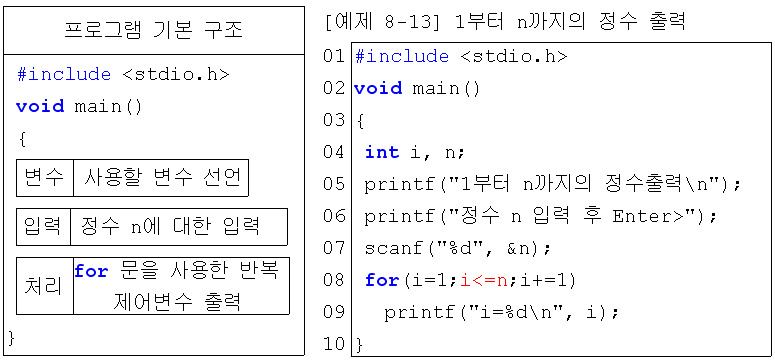 프로그램 기본 구조
#include <stdio.h>
void main()
{
변수 사용할 변수 선언
입력 정수 n에 대한 입력
처리 for 문을 사용한 반복
제어변수 출력
}
[예제 8-13] 1부터 n까지의 정수 출력
01 #include <stdio.h>
02 void main()
03 {
04 int i, n;
05 printf("1부터 n까지의 정수출력\n");
06 printf("정수 n 입력 후 Enter>");
07 scanf("%d", &n);
08 for(i=1;i<=n;i+=1)
09 printf("i=%d\n", i);
10 }